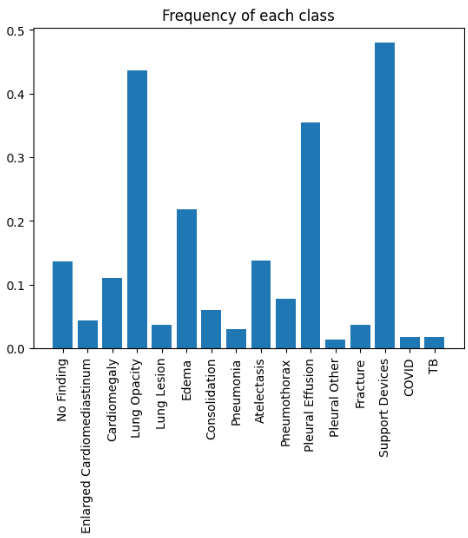 Frequency of each class
0.5
0.4
0.3
0.2
0.1
0.0
No Finding
Enlarged Cardiomediastinum
Cardiomegaly
Lung Opacity
Lung Lesion
Edema
Consolidation
Pneumonia
Atelectasis
Pneumothorax
Pleural Effusion
Pleural Other
Fracture
Support Devices
COVID
TB